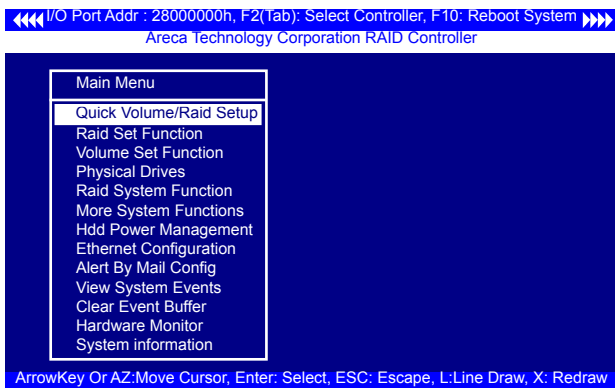 I/O Port Addr : 28000000h, F2(Tab): Select Controller, F10: Reboot System
Areca Technology Corporation RAID Controller
Main Menu
Quick Volume/Raid Setup
Raid Set Function
Volume Set Function
Physical Drives
Raid System Function
More System Functions
Hdd Power Management
Ethernet Configuration
Alert By Mail Config
View System Events
Clear Event Buffer
Hardware Monitor
System information
ArrowKey Or AZ:Move Cursor, Enter: Select, ESC: Escape, L:Line Draw, X: Redraw